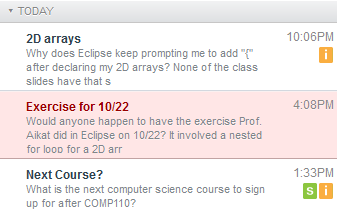 TODAY
2D arrays 10:06PM
Why does Eclipse keep prompting me to add "{"
after declaring my 2D arrays? None of the class
slides have that s
i
Exercise for 10/22 4:08PM
Would anyone happen to have the exercise Prof.
Aikat did in Eclipse on 10/22? It involved a nested
for loop for a 2D arr
Next Course? 1:33PM
What is the next computer science course to sign
up for after COMP110?
S i